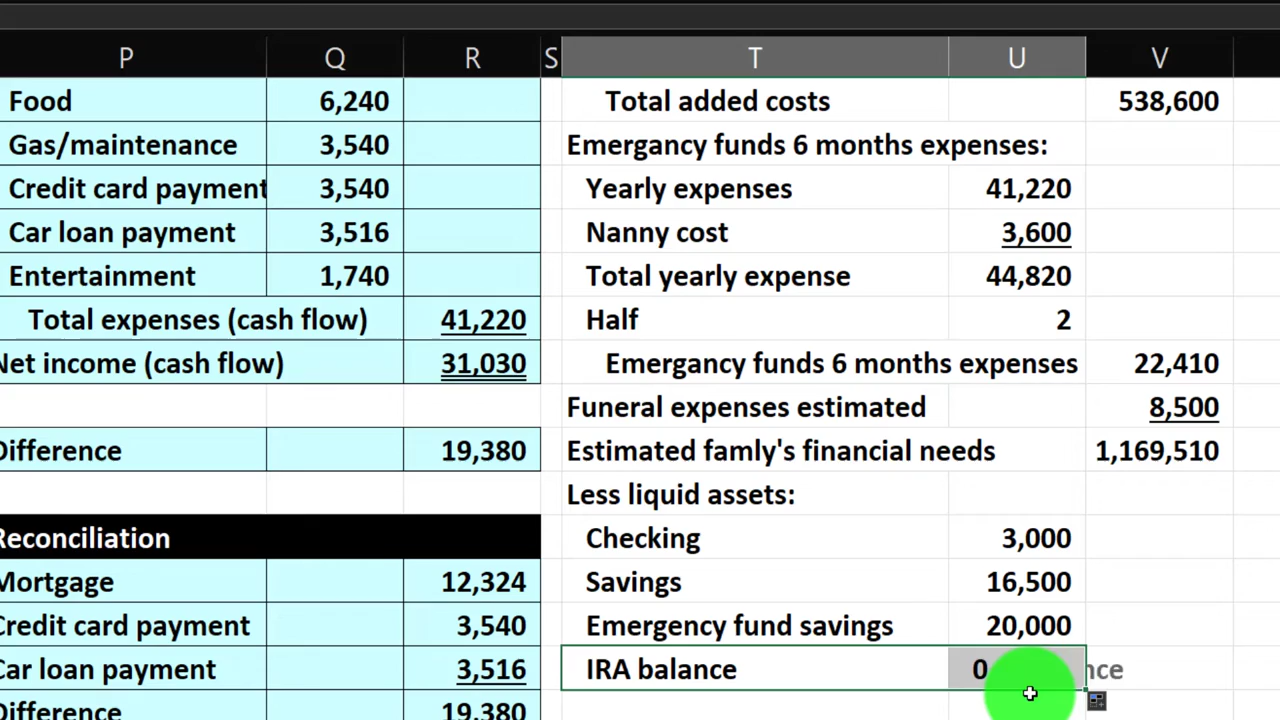 P Q R S T U V
Food 6,240 Total added costs 538,600
Gas/maintenance 3,540 Emergancy funds 6 months expenses:
Credit card payment 3,540 Yearly expenses 41,220
Car loan payment 3,516 Nanny cost 3,600
Entertainment 1,740 Total yearly expense 44,820
Total expenses (cash flow) 41,220 Half 2
Net income (cash flow) 31,030 Emergancy funds 6 months expenses 22,410
Funeral expenses estimated 8,500
Difference 19,380 Estimated famly's financial needs 1,169,510
Less liquid assets:
Reconciliation Checking 3,000
Mortgage 12,324 Savings 16,500
Credit card payment 3,540 Emergency fund savings 20,000
Car loan payment 3,516 IRA balance 0
Difference 19,380